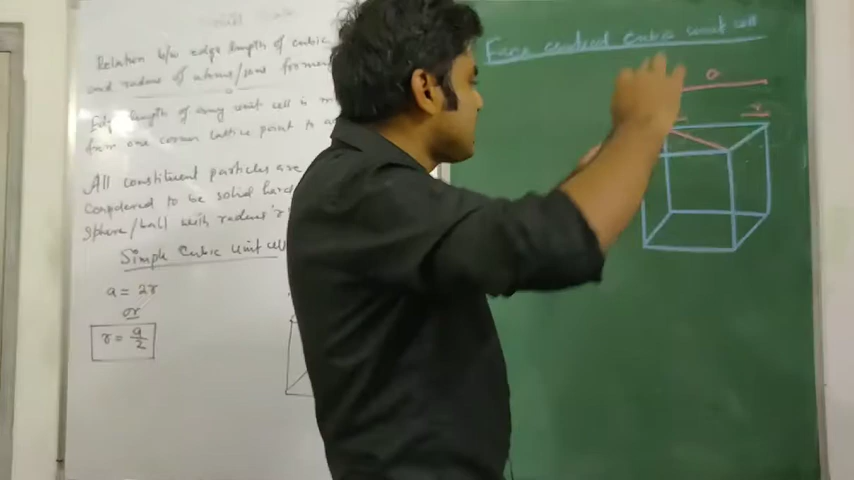 Relation b/w edge length of cubic
and radius of atoms/ions
Edge length of any unit cell is
from one corner lattice point to
All constituent particles are
considered to be solid hard
sphere/ball with radius 'r'
Simple Cubic Unit cell
a = 2r
or
r = a/2
Face centred cubic unit cell
a
r